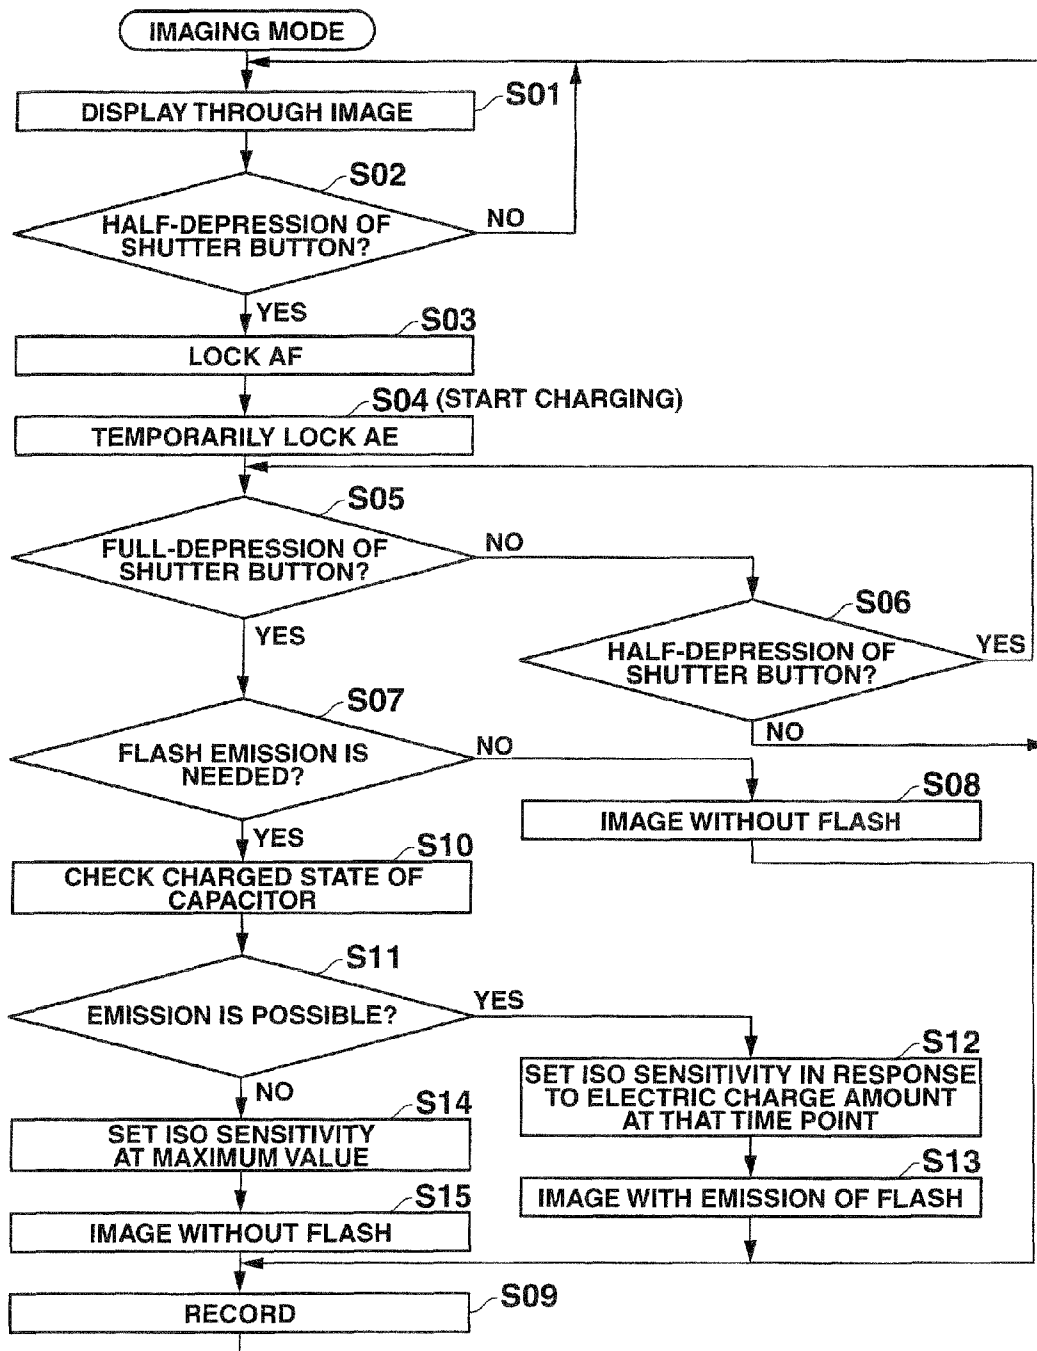 IMAGING MODE
S01
DISPLAY THROUGH IMAGE
S02
HALF-DEPRESSION OF
SHUTTER BUTTON?
NO
YES
S03
LOCK AF
S04 (START CHARGING)
TEMPORARILY LOCK AE
S05
FULL-DEPRESSION OF
SHUTTER BUTTON?
NO
YES
S06
HALF-DEPRESSION OF
SHUTTER BUTTON?
YES
NO
S07
FLASH EMISSION IS
NEEDED?
NO
YES
S08
IMAGE WITHOUT FLASH
S10
CHECK CHARGED STATE OF
CAPACITOR
S11
EMISSION IS POSSIBLE?
YES
NO
S12
SET ISO SENSITIVITY IN RESPONSE
TO ELECTRIC CHARGE AMOUNT
AT THAT TIME POINT
S13
IMAGE WITH EMISSION OF FLASH
S14
SET ISO SENSITIVITY
AT MAXIMUM VALUE
S15
IMAGE WITHOUT FLASH
S09
RECORD